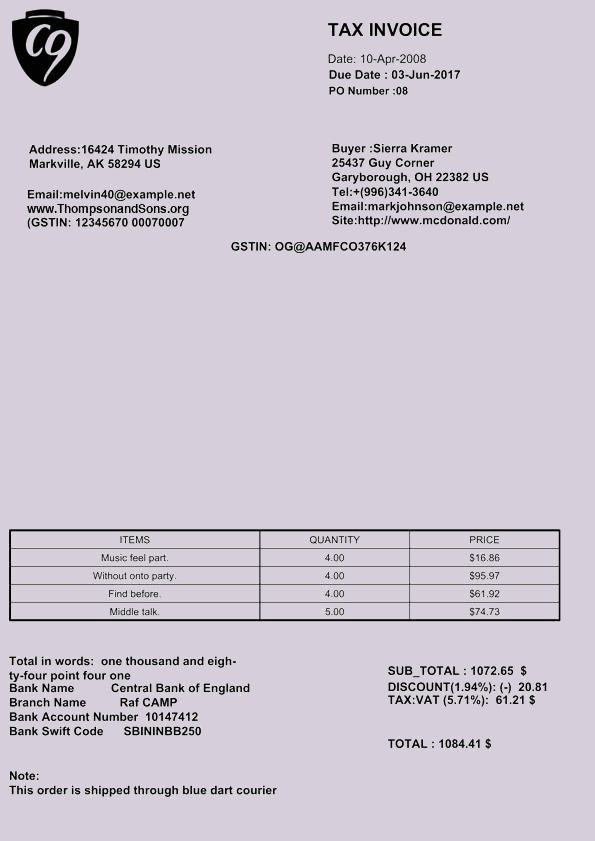 C9
TAX INVOICE
Date: 10-Apr-2008
Due Date : 03-Jun-2017
PO Number :08
Address:16424 Timothy Mission
Markville, AK 58294 US
Email:melvin40@example.net
www.ThompsonandSons.org
(GSTIN: 12345670 00070007
Buyer :Sierra Kramer
25437 Guy Corner
Garyborough, OH 22382 US
Tel:+(996)341-3640
Email:markjohnson@example.net
Site:http://www.mcdonald.com/
GSTIN: OG@AAMFCO376K124
ITEMS QUANTITY PRICE
Music feel part. 4.00 $16.86
Without onto party. 4.00 $95.97
Find before. 4.00 $61.92
Middle talk. 5.00 $74.73
Total in words: one thousand and eigh-
ty-four point four one
Bank Name Central Bank of England
Branch Name Raf CAMP
Bank Account Number 10147412
Bank Swift Code SBININBB250
SUB_TOTAL : 1072.65 $
DISCOUNT(1.94%): (-) 20.81
TAX:VAT (5.71%): 61.21 $
TOTAL : 1084.41 $
Note:
This order is shipped through blue dart courier